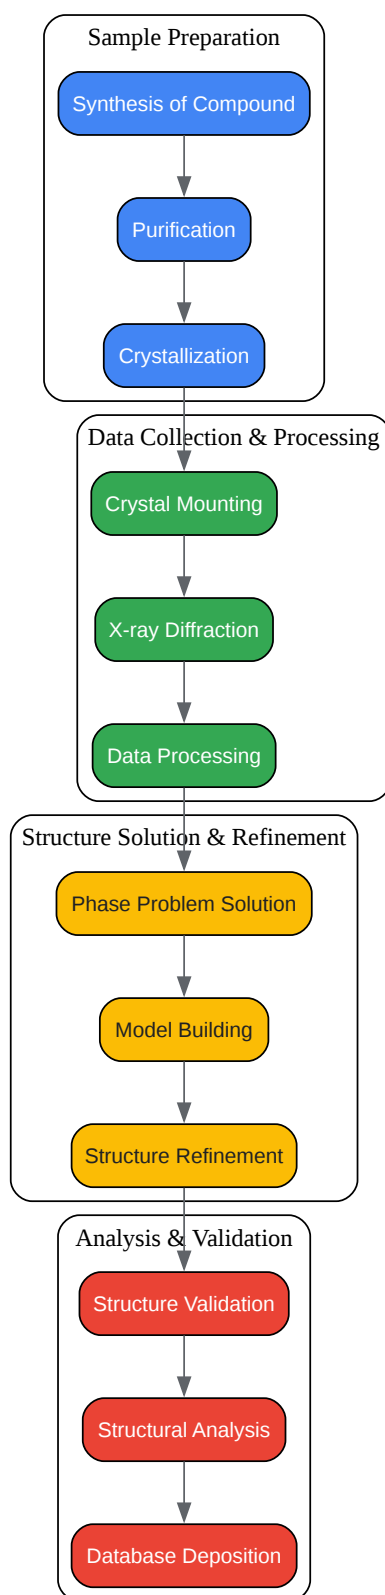 Sample Preparation
Synthesis of Compound
Purification
Crystallization
Data Collection & Processing
Crystal Mounting
X-ray Diffraction
Data Processing
Structure Solution & Refinement
Phase Problem Solution
Model Building
Structure Refinement
Analysis & Validation
Structure Validation
Structural Analysis
Database Deposition